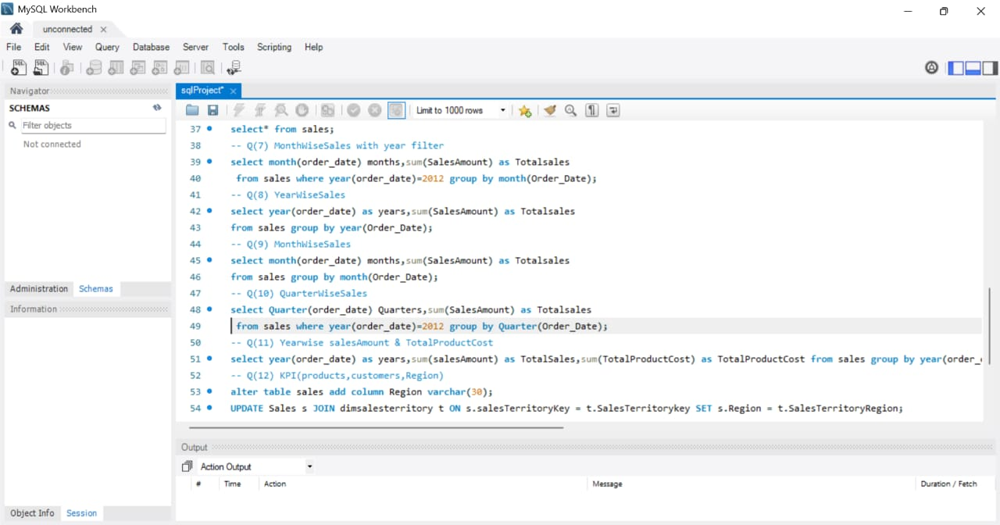 MySQL Workbench
unconnected
File Edit View Query Database Server Tools Scripting Help
Navigator
SCHEMAS
Filter objects
Not connected
Administration Schemas
Information
Object Info Session
sqlProject*
Limit to 1000 rows
37 select* from sales;
38 -- Q(7) MonthWiseSales with year filter
39 select month(order_date) months,sum(SalesAmount) as Totalsales
40 from sales where year(order_date)=2012 group by month(Order_Date);
41 -- Q(8) YearWiseSales
42 select year(order_date) as years,sum(SalesAmount) as Totalsales
43 from sales group by year(Order_Date);
44 -- Q(9) MonthWiseSales
45 select month(order_date) months,sum(SalesAmount) as Totalsales
46 from sales group by month(Order_Date);
47 -- Q(10) QuarterWiseSales
48 select Quarter(order_date) Quarters,sum(SalesAmount) as Totalsales
49 from sales where year(order_date)=2012 group by Quarter(Order_Date);
50 -- Q(11) Yearwise salesAmount & TotalProductCost
51 select year(order_date) as years,sum(salesAmount) as TotalSales,sum(TotalProductCost) as TotalProductCost from sales group by year(order_
52 -- Q(12) KPI(products,customers,Region)
53 alter table sales add column Region varchar(30);
54 UPDATE Sales s JOIN dimsalesterritory t ON s.salesTerritoryKey = t.SalesTerritorykey SET s.Region = t.SalesTerritoryRegion;
Output
Action Output
# Time Action Message Duration / Fetch